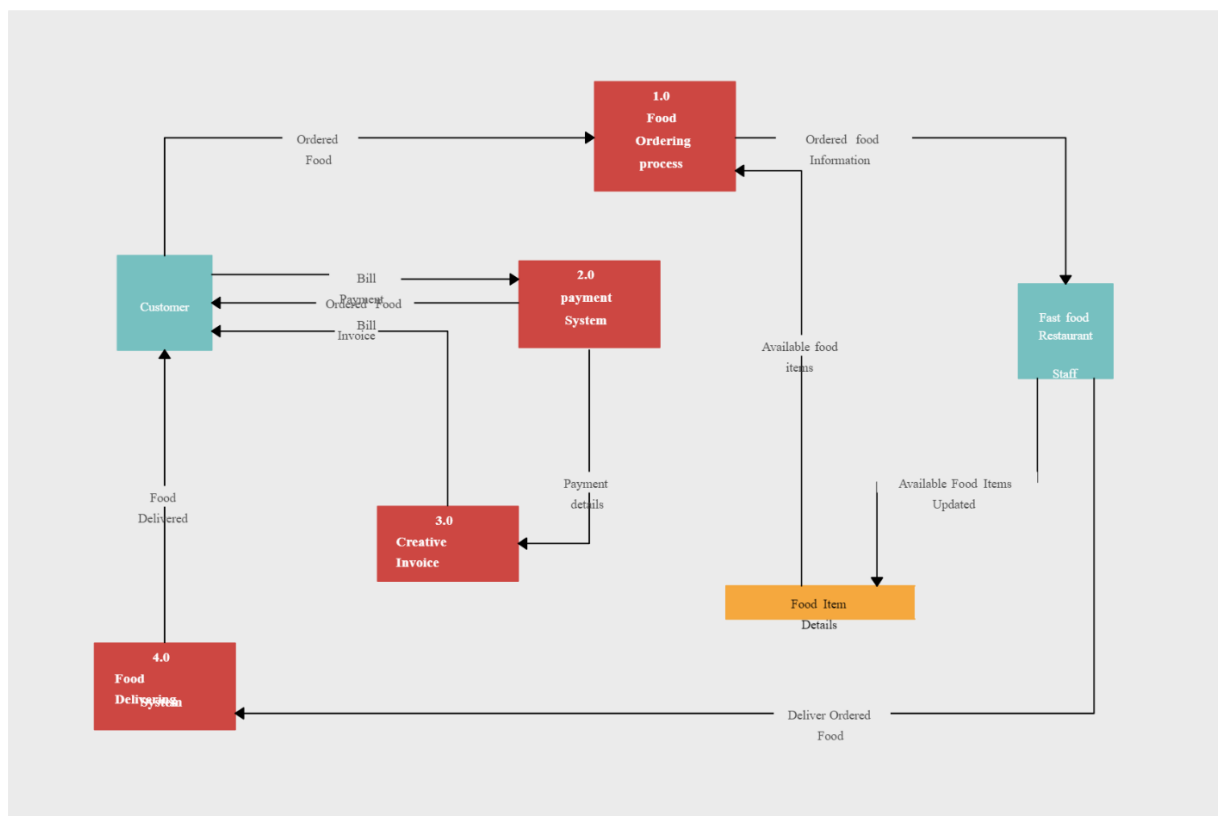 1.0
Food
Ordering
process
Ordered
Food
Ordered food
Information
Customer
Bill
Payment
Ordered Food
Bill
Invoice
2.0
payment
System
Fast food
Restaurant
Staff
Available food
items
Food
Delivered
Payment
details
Available Food Items
Updated
3.0
Creative
Invoice
Food Item
Details
4.0
Food
Delivering
System
Deliver Ordered
Food